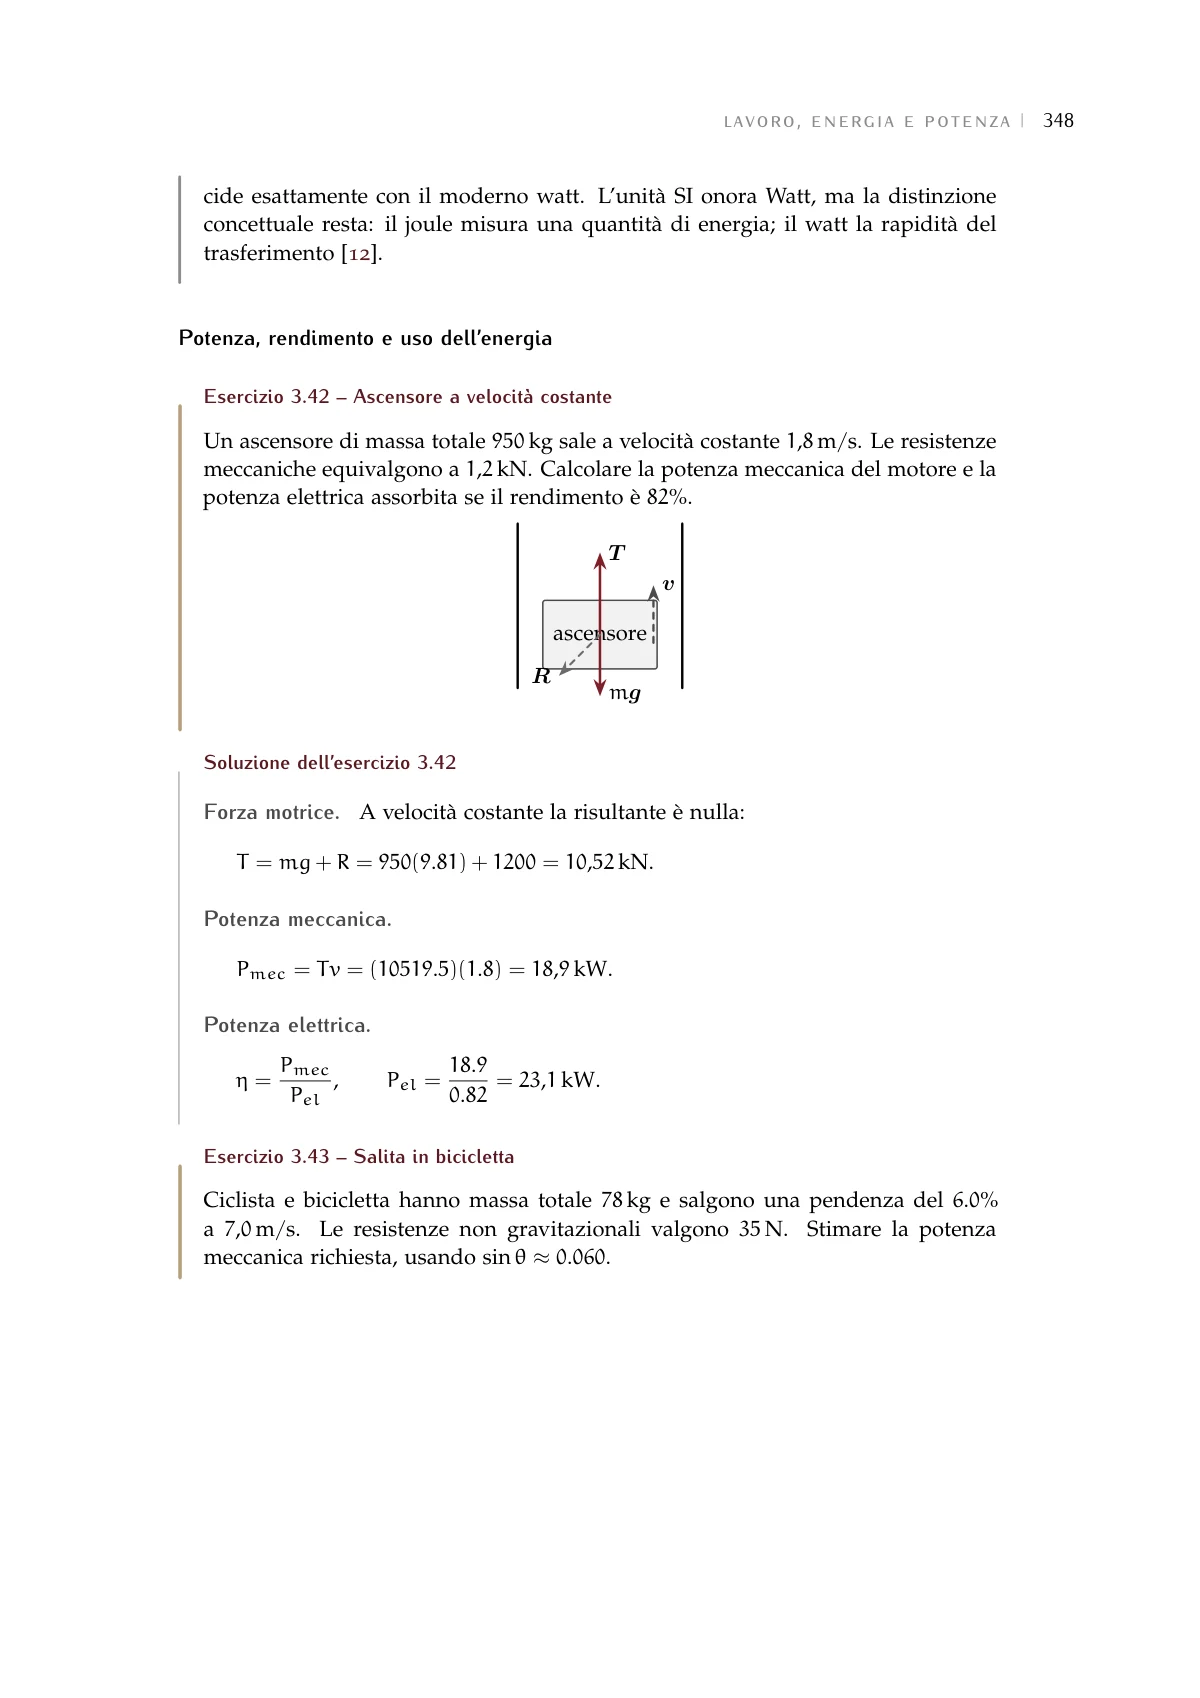 LAVORO, ENERGIA E POTENZA | 348
cide esattamente con il moderno watt. L'unità SI onora Watt, ma la distinzione
concettuale resta: il joule misura una quantità di energia; il watt la rapidità del
trasferimento [12].
Potenza, rendimento e uso dell'energia
Esercizio 3.42 – Ascensore a velocità costante
Un ascensore di massa totale 950 kg sale a velocità costante 1,8 m/s. Le resistenze
meccaniche equivalgono a 1,2 kN. Calcolare la potenza meccanica del motore e la
potenza elettrica assorbita se il rendimento è 82%.
T
v
ascensore
R
mg
Soluzione dell'esercizio 3.42
Forza motrice. A velocità costante la risultante è nulla:
T = mg + R = 950(9.81) + 1200 = 10,52 kN.
Potenza meccanica.
P_mec = Tv = (10519.5)(1.8) = 18,9 kW.
Potenza elettrica.
η = P_mec / P_el, P_el = 18.9 / 0.82 = 23,1 kW.
Esercizio 3.43 – Salita in bicicletta
Ciclista e bicicletta hanno massa totale 78 kg e salgono una pendenza del 6.0%
a 7,0 m/s. Le resistenze non gravitazionali valgono 35 N. Stimare la potenza
meccanica richiesta, usando sin θ ≈ 0.060.